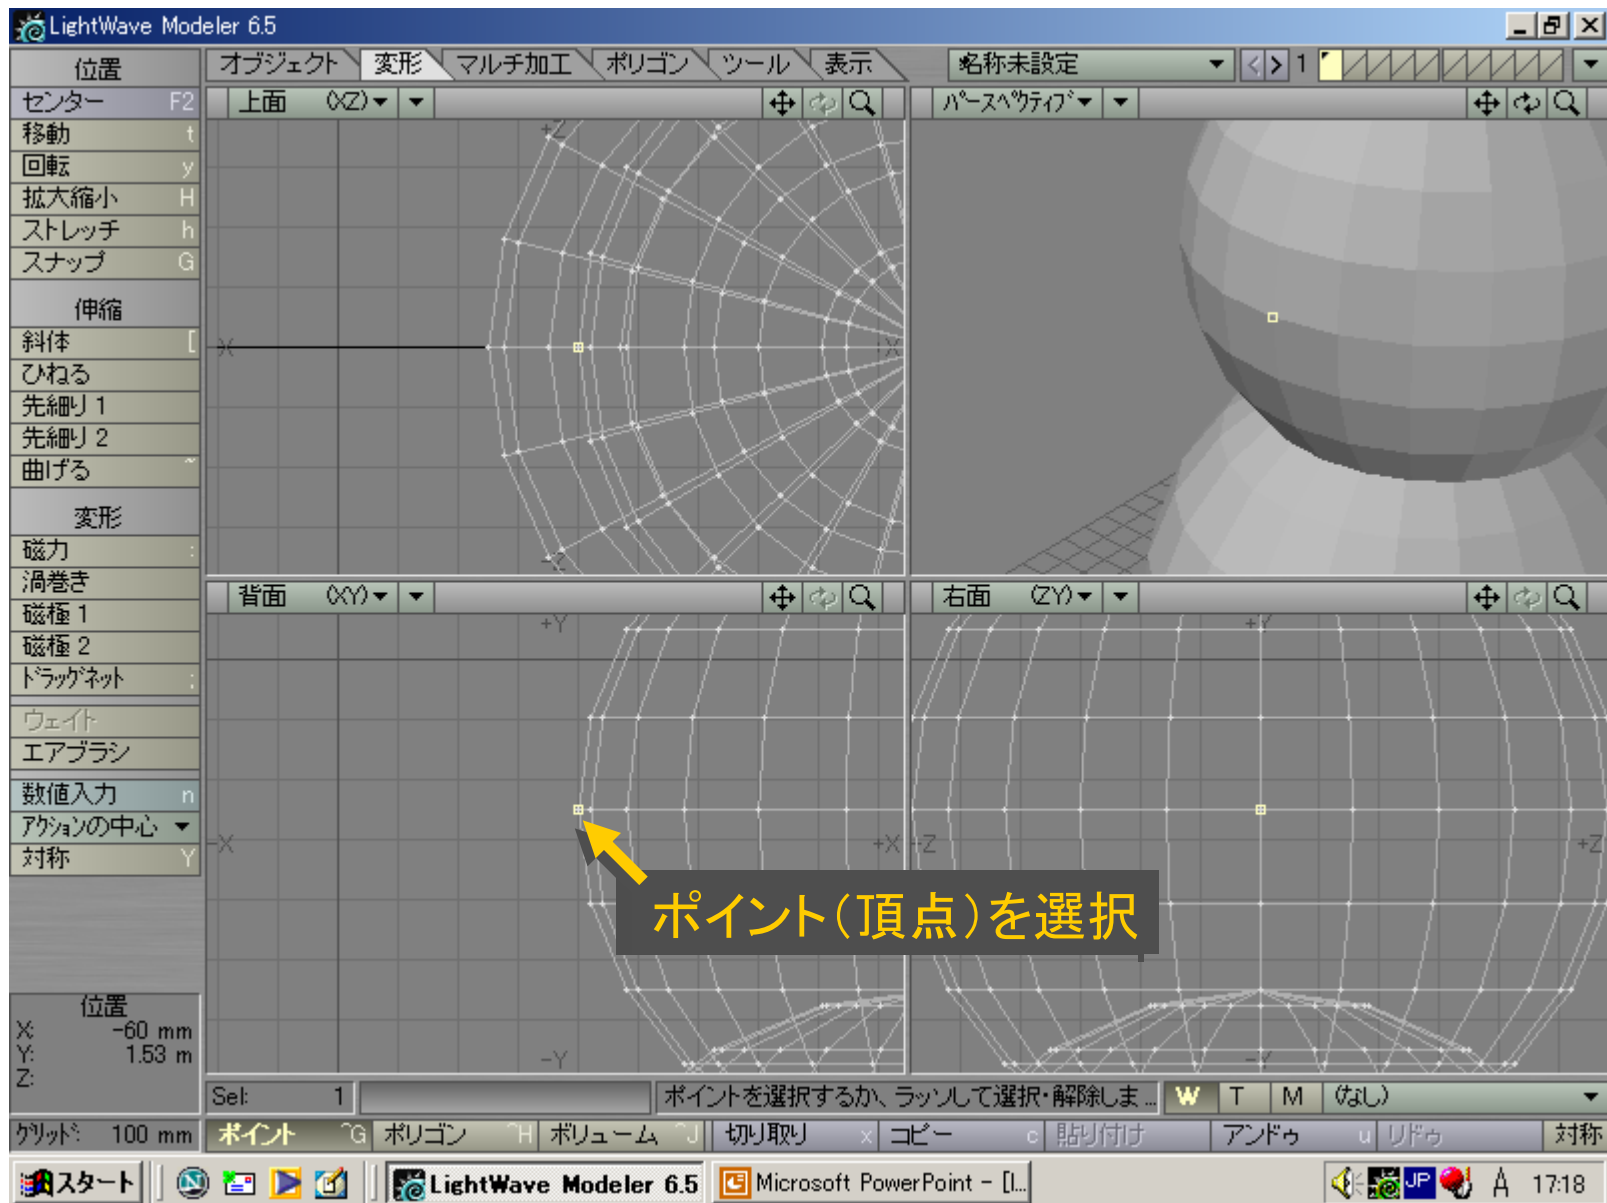 LightWave Modeler 6.5
位置
オブジェクト 変形 マルチ加工 ポリゴン ツール 表示
名称未設定 1
センター F2
上面 (XZ)
パースペクティブ
移動 t
回転 y
拡大縮小 H
ストレッチ h
スナップ G
伸縮
斜体 [
ひねる
先細り 1
先細り 2
曲げる ~
変形
磁力 :
渦巻き
磁極 1
磁極 2
ドラッグネット ;
ウェイト
エアブラシ
数値入力 n
アクションの中心
対称 Y
+Z
-X
+X
-Z
背面 (XY)
+Y
-X
+X
-Y
右面 (ZY)
+Y
-Z
+Z
-Y
ポイント(頂点)を選択
位置
X: -60 mm
Y: 1.53 m
Z:
Sel: 1
ポイントを選択するか、ラッソして選択・解除しま ...
W T M (なし)
グリッド: 100 mm
ポイント ^G ポリゴン ^H ボリューム ^J 切り取り x コピー c 貼り付け アンドゥ u リドゥ 対称
スタート LightWave Modeler 6.5 Microsoft PowerPoint - [l... JP A 17:18